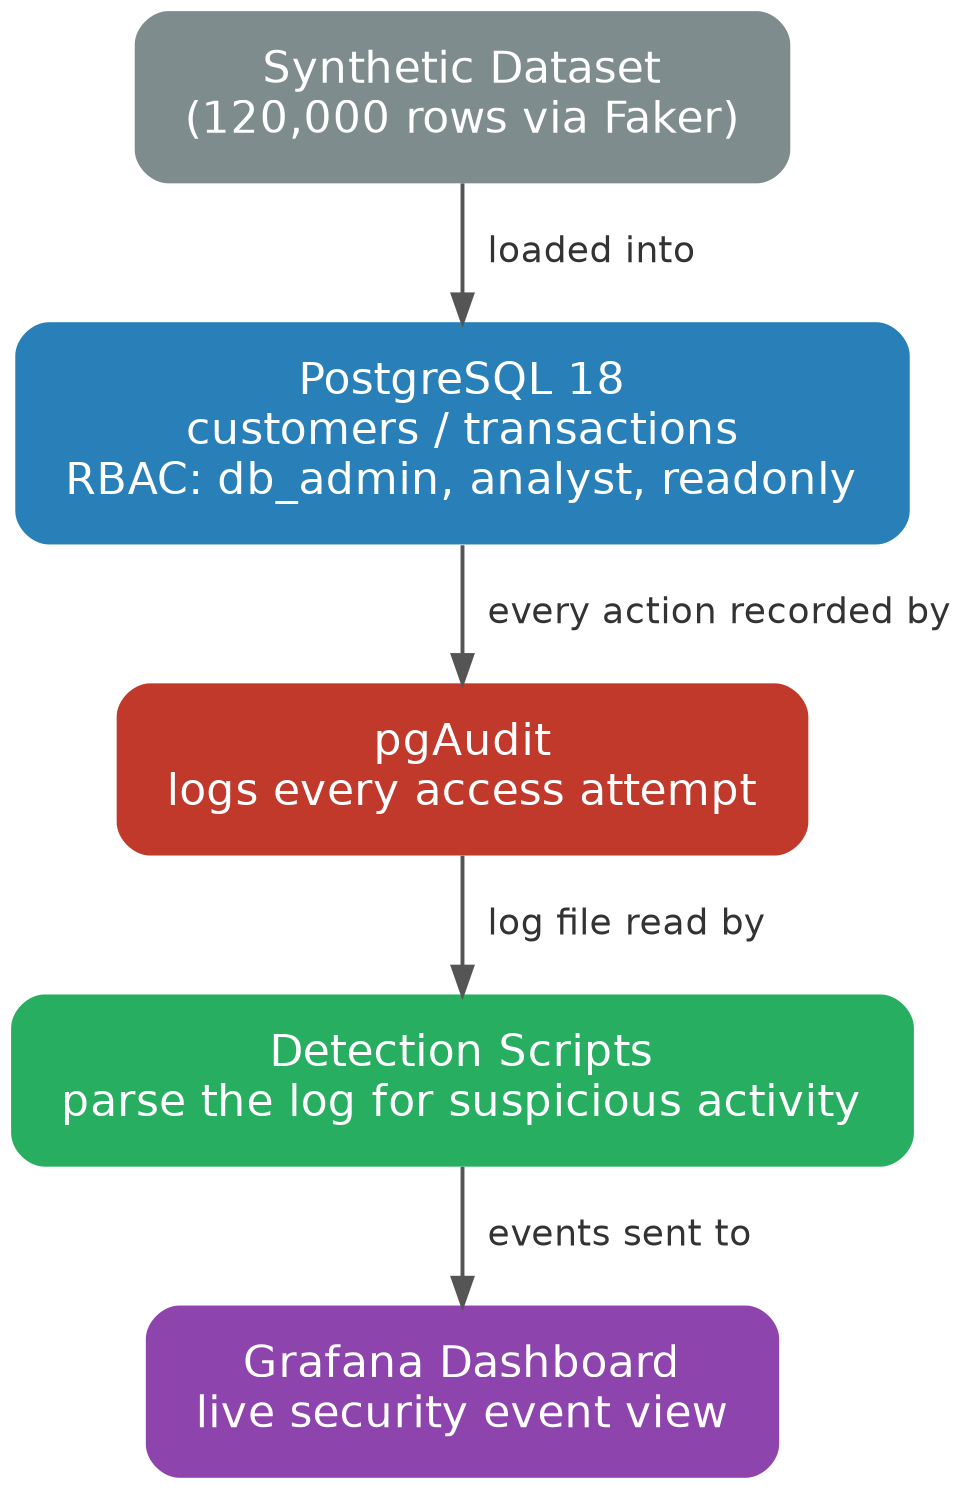 Synthetic Dataset
(120,000 rows via Faker)
loaded into
PostgreSQL 18
customers / transactions
RBAC: db_admin, analyst, readonly
every action recorded by
pgAudit
logs every access attempt
log file read by
Detection Scripts
parse the log for suspicious activity
events sent to
Grafana Dashboard
live security event view